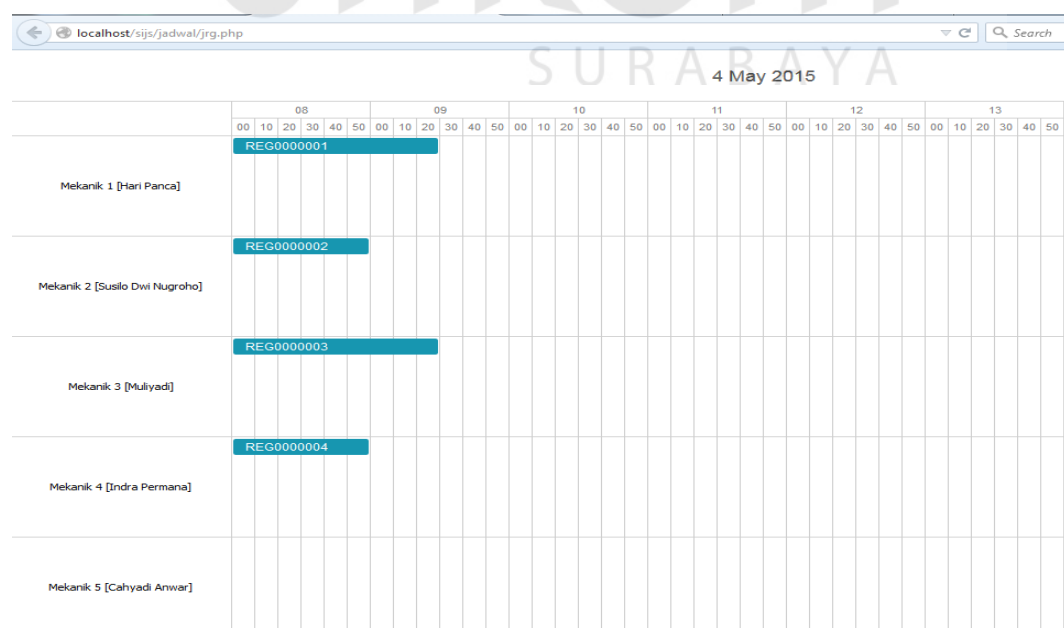 localhost/sijs/jadwal/jrg.php Search
SURABAYA
4 May 2015
08 09 10 11 12 13
00 10 20 30 40 50 00 10 20 30 40 50 00 10 20 30 40 50 00 10 20 30 40 50 00 10 20 30 40 50 00 10 20 30 40 50
REG0000001
Mekanik 1 [Hari Panca]
REG0000002
Mekanik 2 [Susilo Dwi Nugroho]
REG0000003
Mekanik 3 [Muliyadi]
REG0000004
Mekanik 4 [Indra Permana]
Mekanik 5 [Cahyadi Anwar]